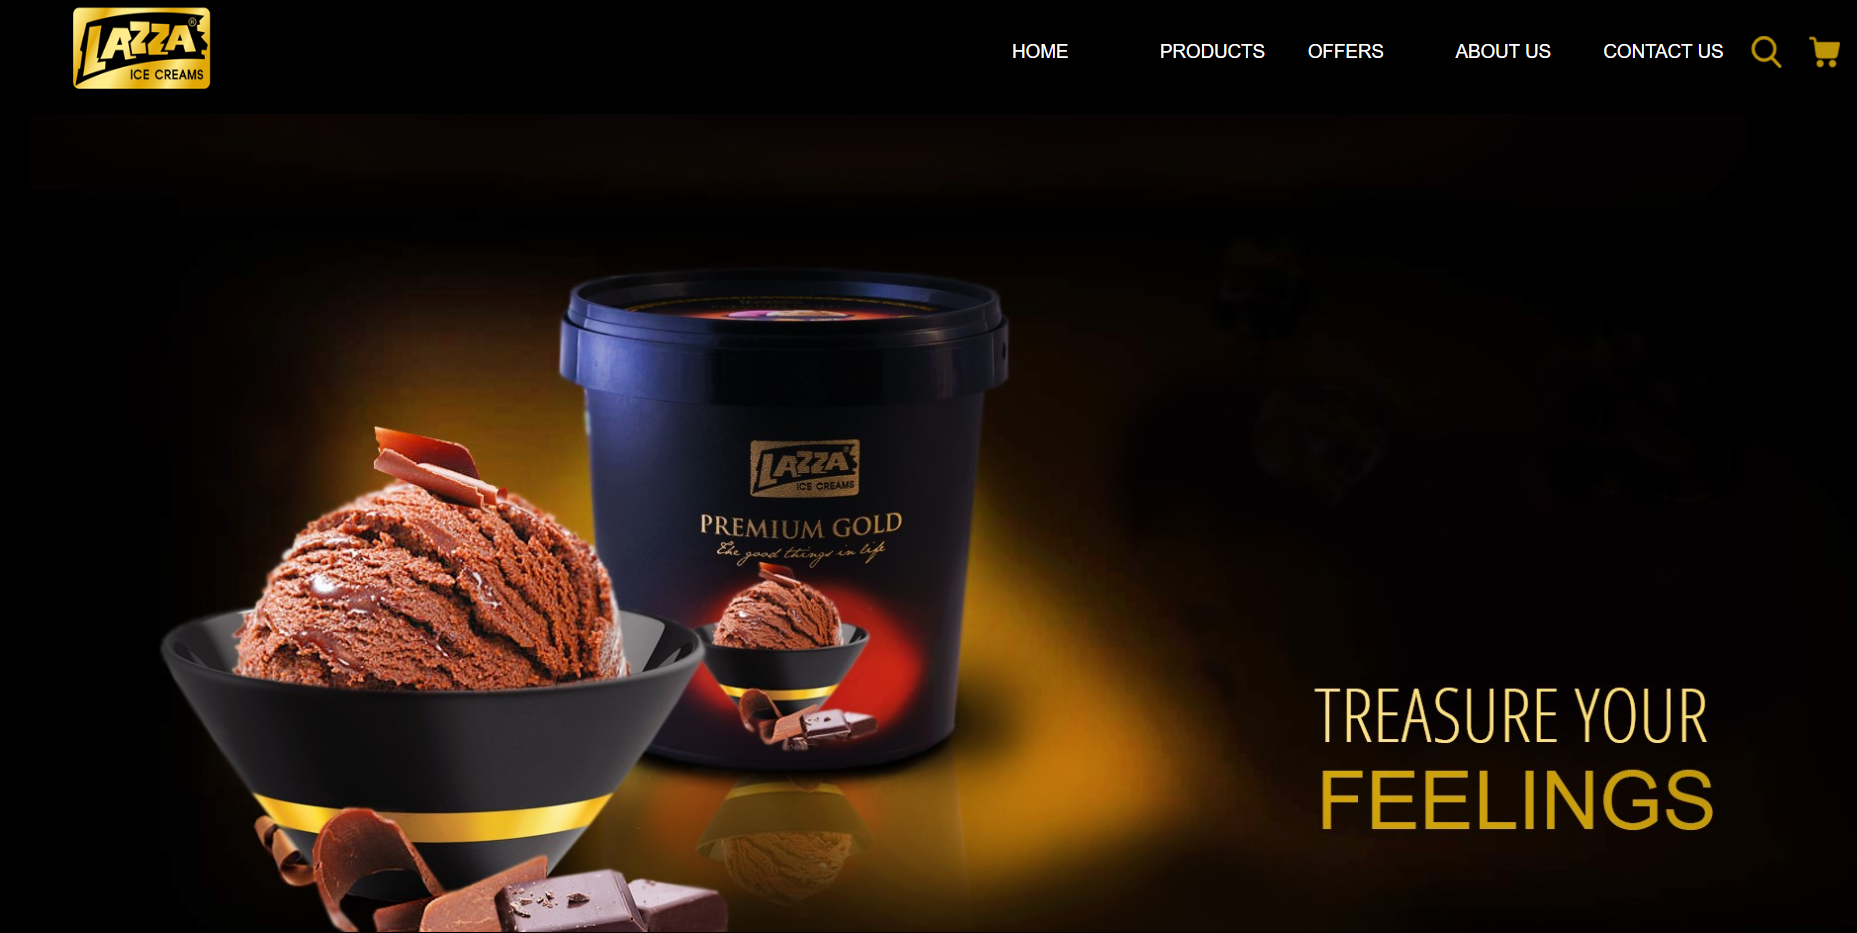 LAZZA®
ICE CREAMS
HOME
PRODUCTS
OFFERS
ABOUT US
CONTACT US
LAZZA
ICE CREAMS
PREMIUM GOLD
The good things in life
TREASURE YOUR
FEELINGS